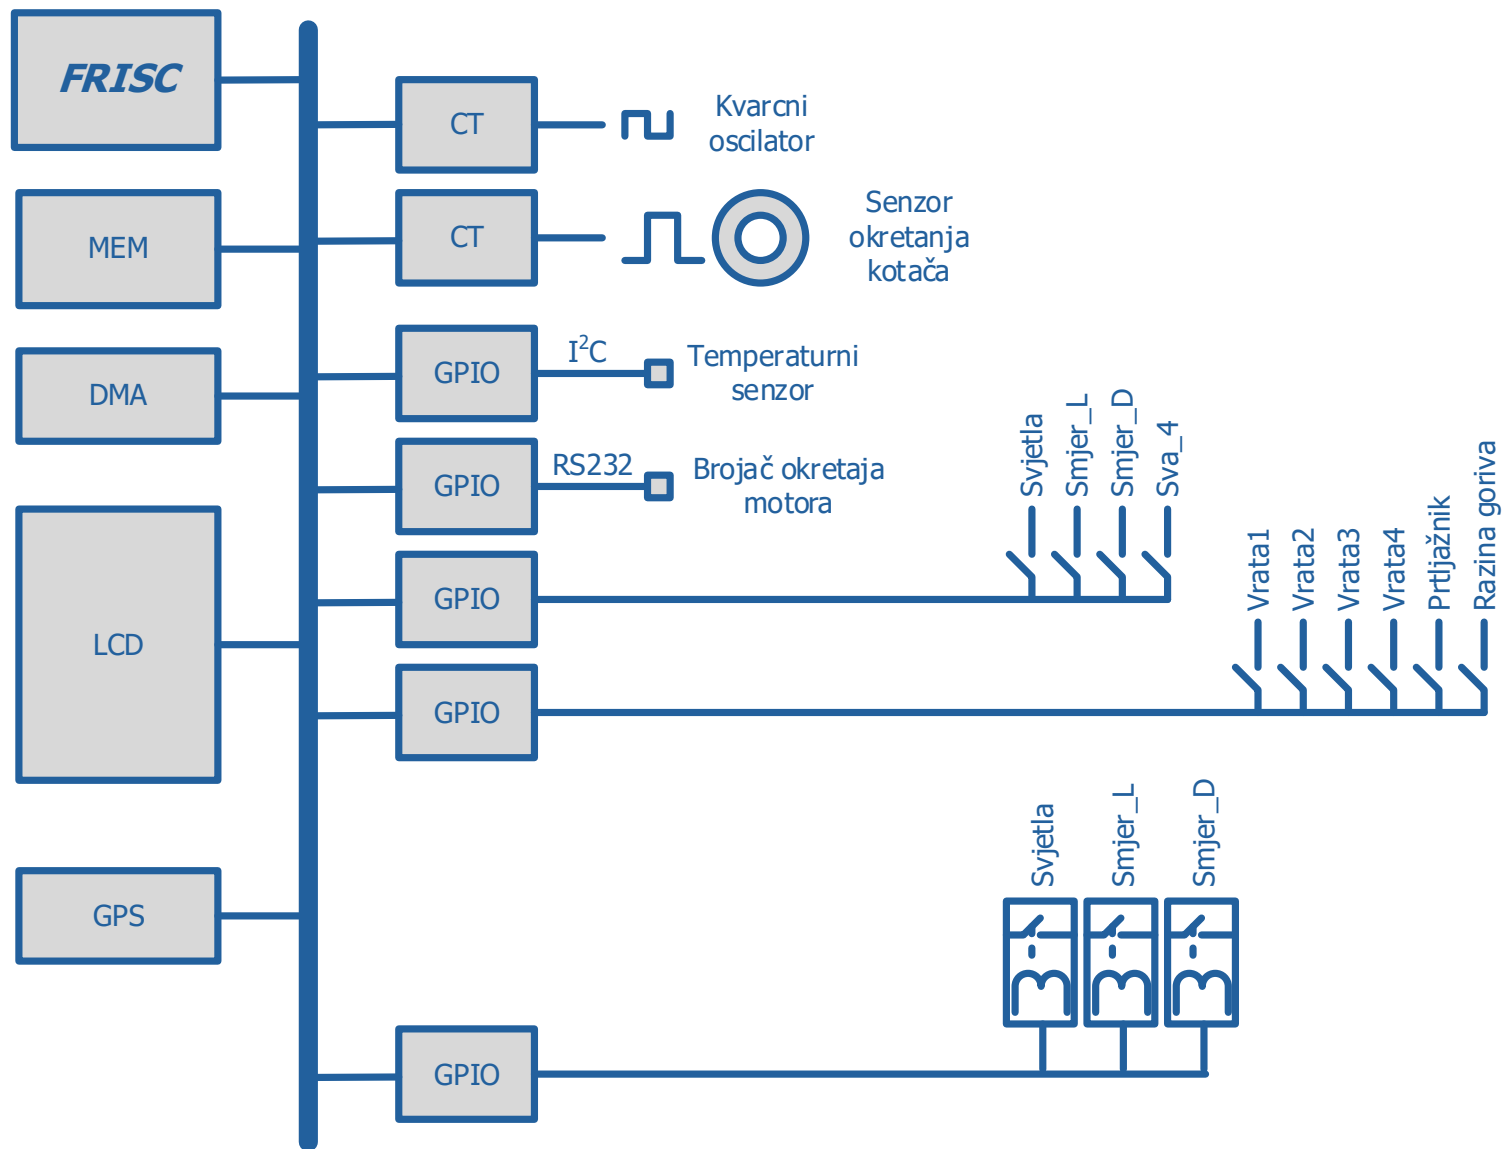 FRISC
MEM
DMA
LCD
GPS
CT
Kvarcni
oscilator
CT
Senzor
okretanja
kotača
GPIO
I²C
Temperaturni
senzor
GPIO
RS232
Brojač okretaja
motora
GPIO
Svjetla
Smjer_L
Smjer_D
Sva_4
GPIO
Vrata1
Vrata2
Vrata3
Vrata4
Prtljažnik
Razina goriva
GPIO
Svjetla
Smjer_L
Smjer_D